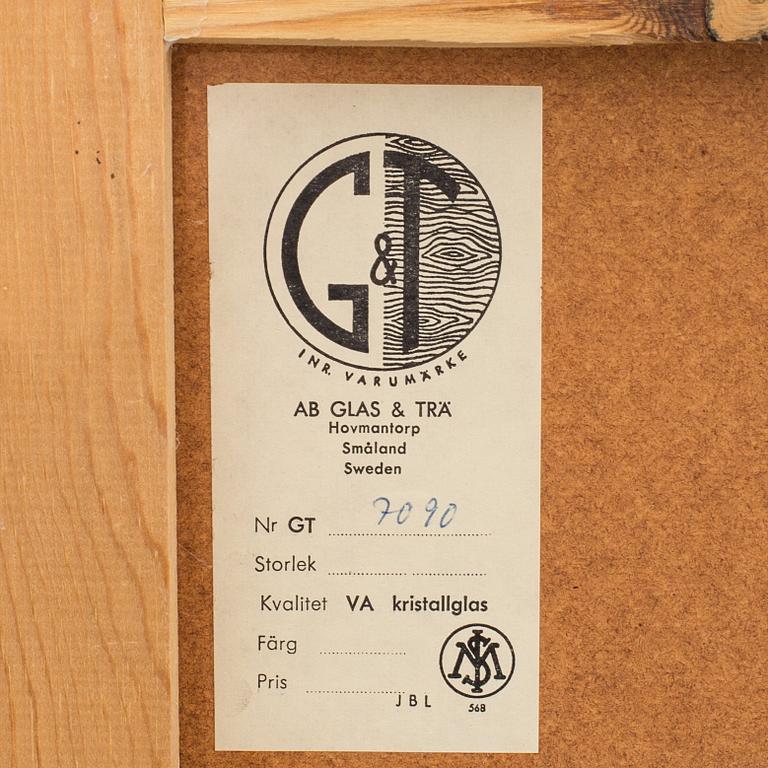 G&T
INR. VARUMÄRKE
AB GLAS & TRÄ
Hovmantorp
Småland
Sweden
Nr GT 7090
Storlek
Kvalitet VA kristallglas
Färg
Pris
JBL
568